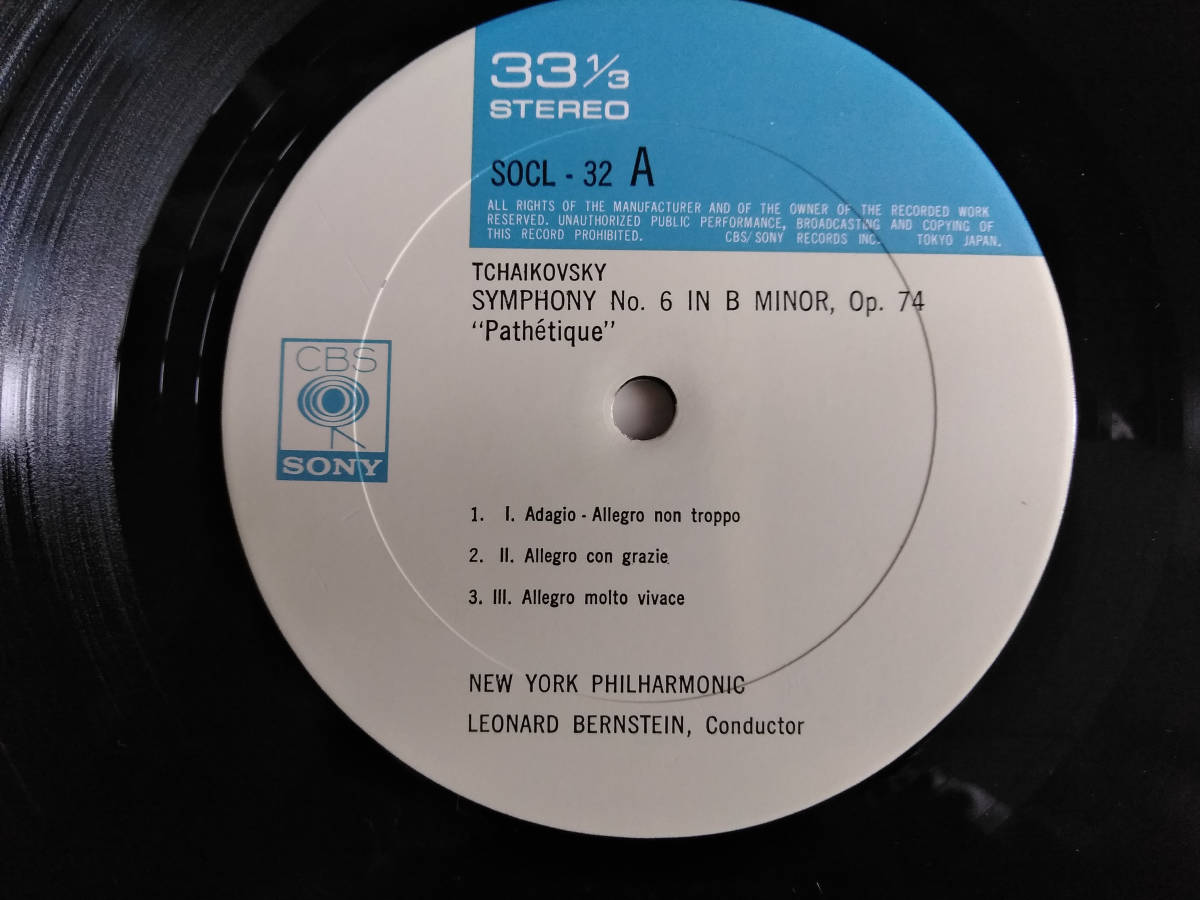 33 1/3
STEREO
SOCL - 32 A
ALL RIGHTS OF THE MANUFACTURER AND OF THE OWNER OF THE RECORDED WORK
RESERVED. UNAUTHORIZED PUBLIC PERFORMANCE, BROADCASTING AND COPYING OF
THIS RECORD PROHIBITED. CBS/SONY RECORDS INC. TOKYO JAPAN.
TCHAIKOVSKY
SYMPHONY No. 6 IN B MINOR, Op. 74
"Pathétique"
CBS
SONY
1. I. Adagio - Allegro non troppo
2. II. Allegro con grazie
3. III. Allegro molto vivace
NEW YORK PHILHARMONIC
LEONARD BERNSTEIN, Conductor